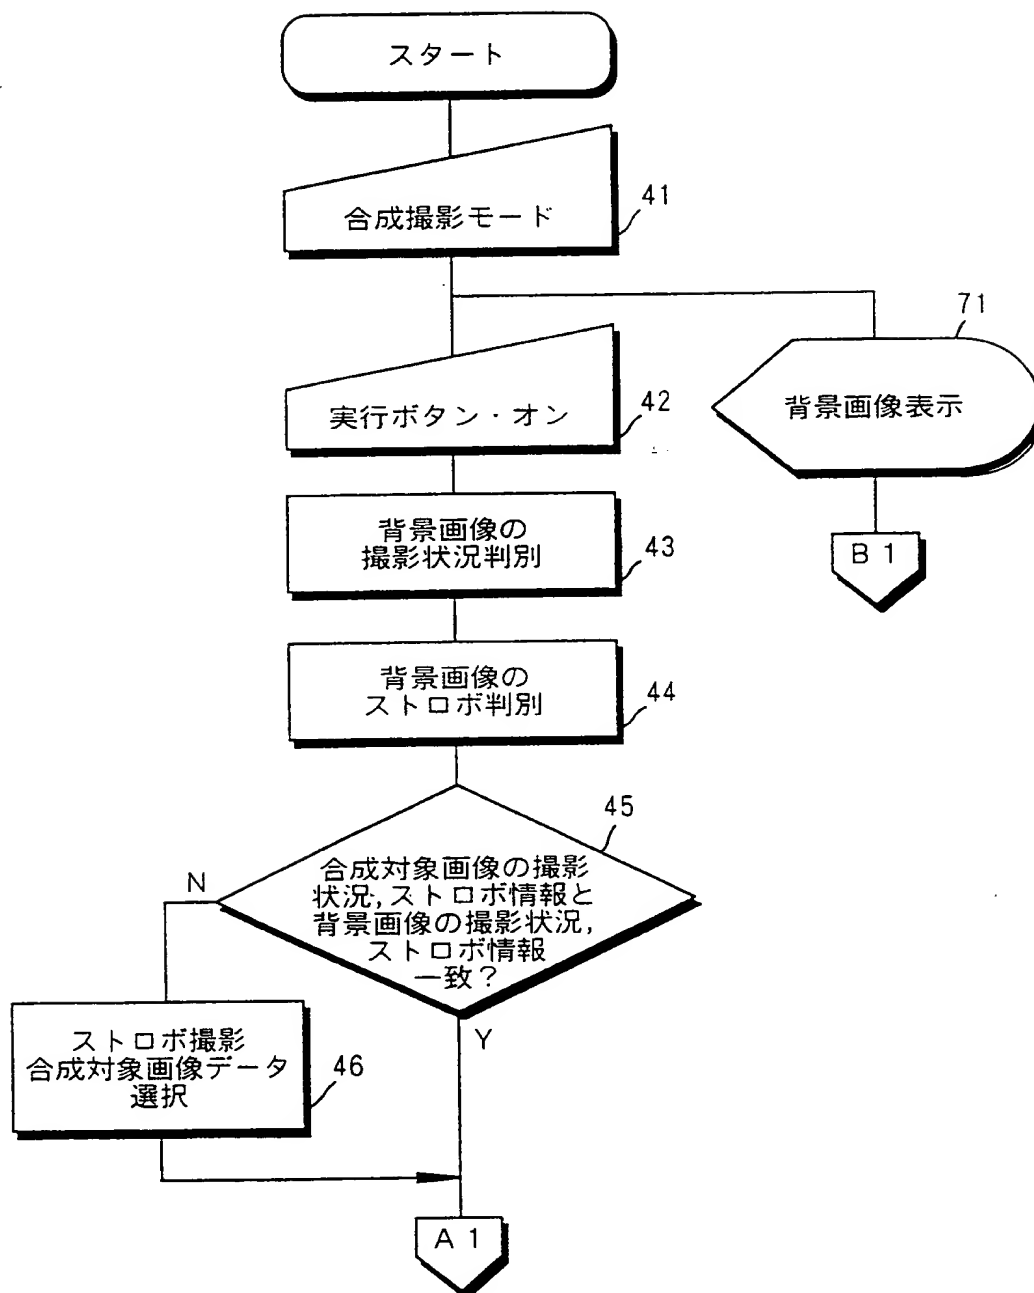 スタート
合成撮影モード
41
71
背景画像表示
実行ボタン・オン
42
背景画像の
撮影状況判別
43
B1
背景画像の
ストロボ判別
44
45
合成対象画像の撮影
状況,ストロボ情報と
背景画像の撮影状況,
ストロボ情報
一致?
N
Y
ストロボ撮影
合成対象画像データ
選択
46
A1